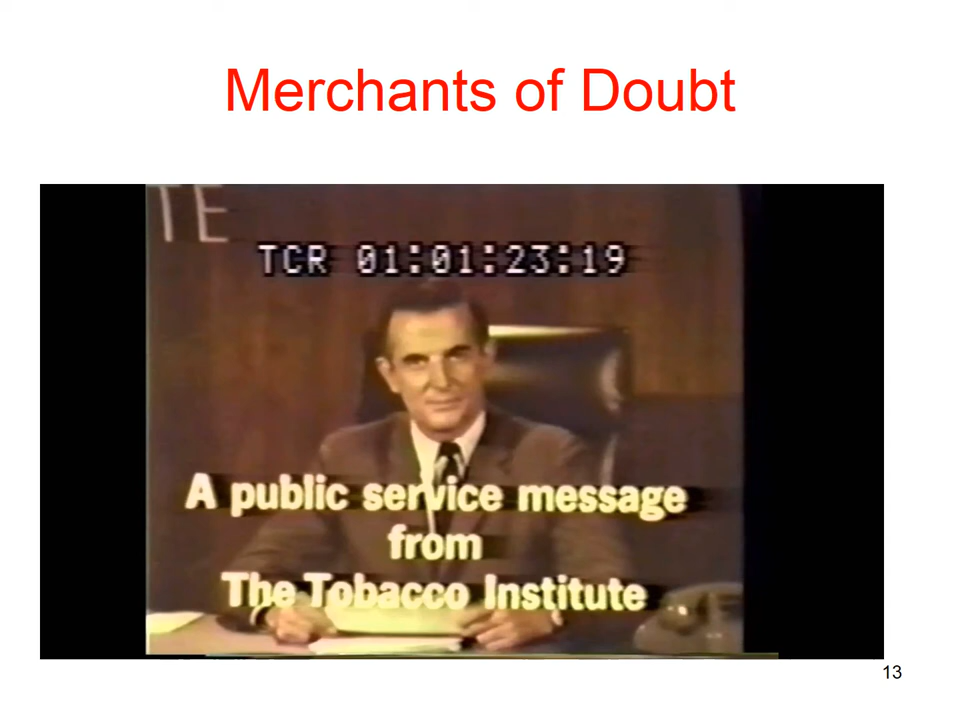 Merchants of Doubt
TE
TCR 01:01:23:19
A public service message
from
The Tobacco Institute
13